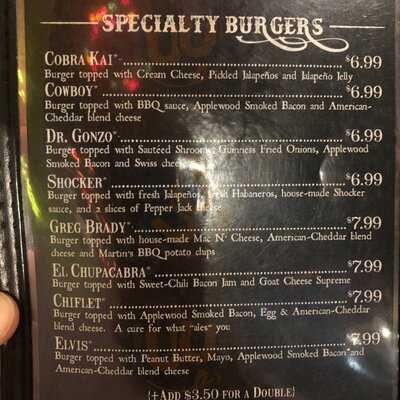 SPECIALTY BURGERS
COBRA KAI* $6.99
Burger topped with Cream Cheese, Pickled Jalapeños and Jalapeño Jelly
COWBOY* $6.99
Burger topped with BBQ sauce, Applewood Smoked Bacon and American-
Cheddar blend cheese
DR. GONZO* $6.99
Burger topped with Sauteed Shrooms, Guinness Fried Onions, Applewood
Smoked Bacon and Swiss cheese
SHOCKER* $6.99
Burger topped with Fresh Jalapeños, Fresh Habaneros, house-made Shocker
sauce, and 2 slices of Pepper Jack cheese
GREG BRADY* $7.99
Burger topped with house-made Mac N' Cheese, American-Cheddar blend
cheese and Martin's BBQ potato chips
EL CHUPACABRA* $7.99
Burger topped with Sweet-Chili Bacon Jam and Goat Cheese Supreme
CHIFLET* $7.99
Burger topped with Applewood Smoked Bacon, Egg & American-Cheddar
blend cheese. A cure for what "ales" you
ELVIS* $7.99
Burger topped with Peanut Butter, Mayo, Applewood Smoked Bacon and
American-Cheddar blend cheese
(+ADD $3.50 FOR A DOUBLE)